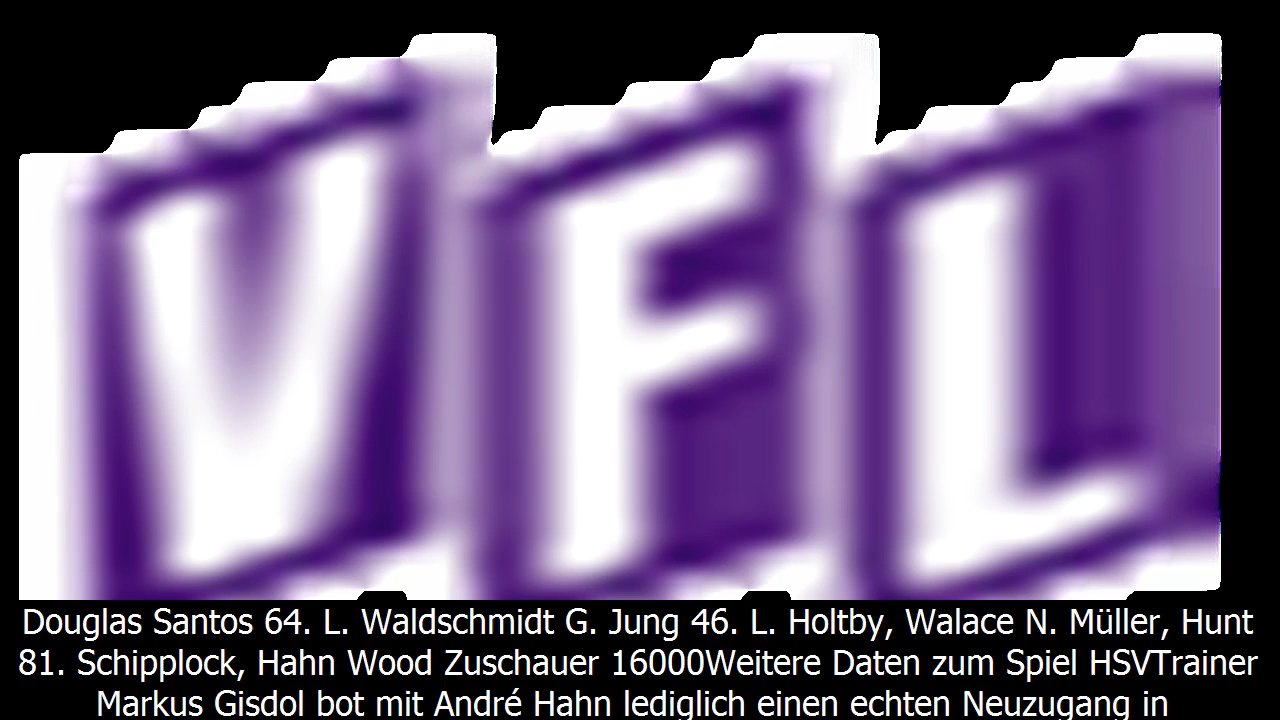 VFL
Douglas Santos 64. L. Waldschmidt G. Jung 46. L. Holtby, Walace N. Müller, Hunt
81. Schipplock, Hahn Wood Zuschauer 16000Weitere Daten zum Spiel HSVTrainer
Markus Gisdol bot mit André Hahn lediglich einen echten Neuzugang in